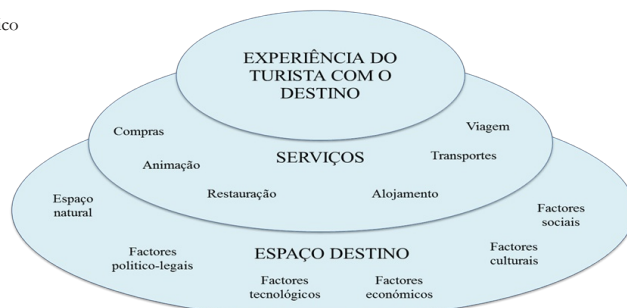 EXPERIÊNCIA DO
TURISTA COM O
DESTINO
Compras
Viagem
Animação
SERVIÇOS
Transportes
Restauração
Alojamento
Espaço
natural
Factores
sociais
Factores
politico-legais
ESPAÇO DESTINO
Factores
culturais
Factores
tecnológicos
Factores
económicos